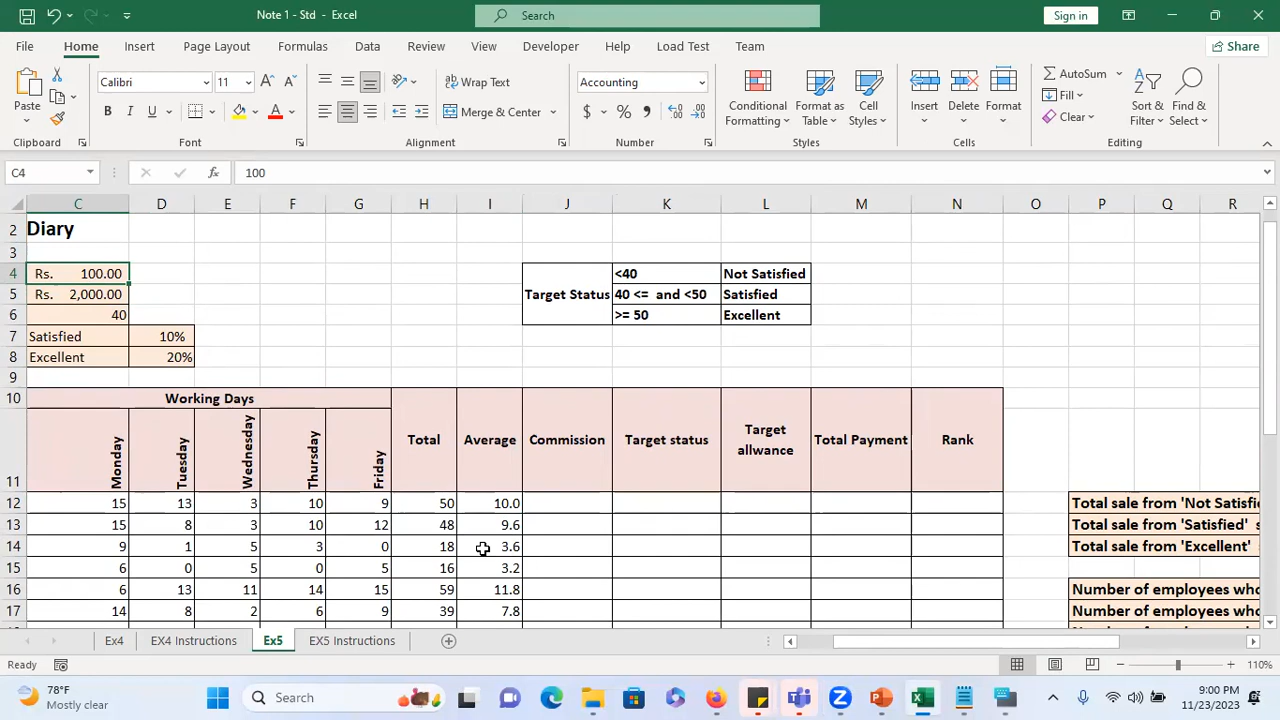 Note 1 - Std - Excel
Search
Sign in
File Home Insert Page Layout Formulas Data Review View Developer Help Load Test Team
Share
Paste
Calibri 11
B I U
Wrap Text
Merge & Center
Accounting
$ %
Conditional Formatting
Format as Table
Cell Styles
Insert
Delete
Format
AutoSum
Fill
Clear
Sort & Filter
Find & Select
Clipboard Font Alignment Number Styles Cells Editing
C4 fx 100
C D E F G H I J K L M N O P Q R
2 Diary
3
4 Rs. 100.00 <40 Not Satisfied
5 Rs. 2,000.00 Target Status 40 <= and <50 Satisfied
6 40 >= 50 Excellent
7 Satisfied 10%
8 Excellent 20%
9
10 Working Days
11 Monday Tuesday Wednesday Thursday Friday Total Average Commission Target status Target allwance Total Payment Rank
12 15 13 3 10 9 50 10.0 Total sale from 'Not Satisfie
13 15 8 3 10 12 48 9.6 Total sale from 'Satisfied' s
14 9 1 5 3 0 18 3.6 Total sale from 'Excellent' s
15 6 0 5 0 5 16 3.2
16 6 13 11 14 15 59 11.8 Number of employees who
17 14 8 2 6 9 39 7.8 Number of employees who
Ex4 EX4 Instructions Ex5 EX5 Instructions
Ready 110%
78°F
Mostly clear
Search
9:00 PM
11/23/2023